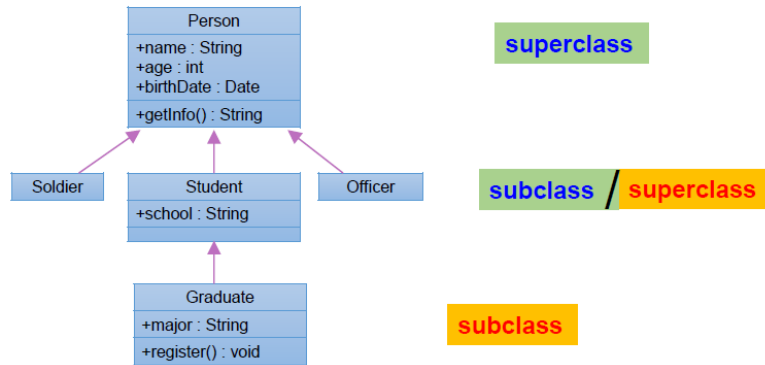 Person
+name : String
+age : int
+birthDate : Date
+getInfo() : String
superclass
Soldier
Student
+school : String
Officer
subclass / superclass
Graduate
+major : String
+register() : void
subclass